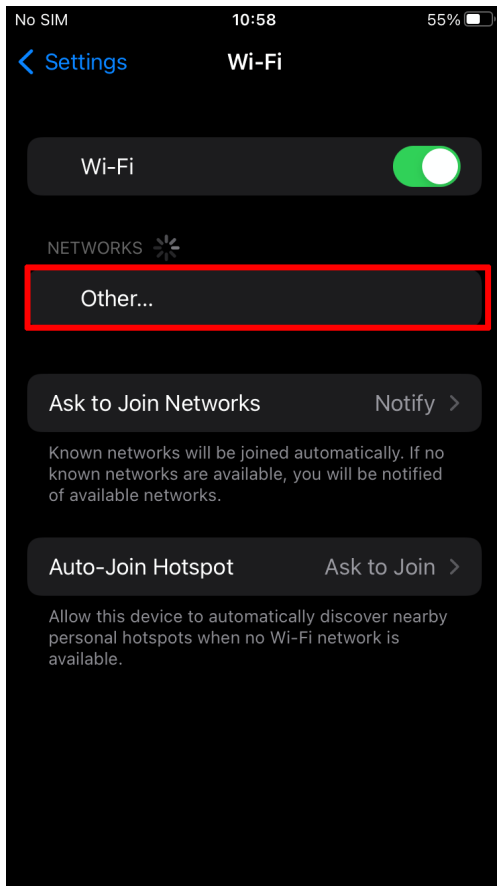 No SIM 10:58 55%
Settings Wi-Fi
Wi-Fi
NETWORKS
Other...
Ask to Join Networks Notify
Known networks will be joined automatically. If no
known networks are available, you will be notified
of available networks.
Auto-Join Hotspot Ask to Join
Allow this device to automatically discover nearby
personal hotspots when no Wi-Fi network is
available.